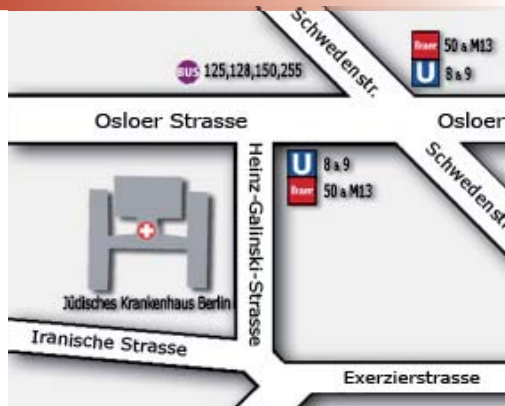 Schwedenstr.
Tram 50 & M13
U 8 & 9
BUS 125,128,150,255
Osloer Strasse
Osloer
Schwedenstr
Heinz-Galinski-Strasse
U 8 & 9
Tram 50 & M13
Jüdisches Krankenhaus Berlin
Iranische Strasse
Exerzierstrasse